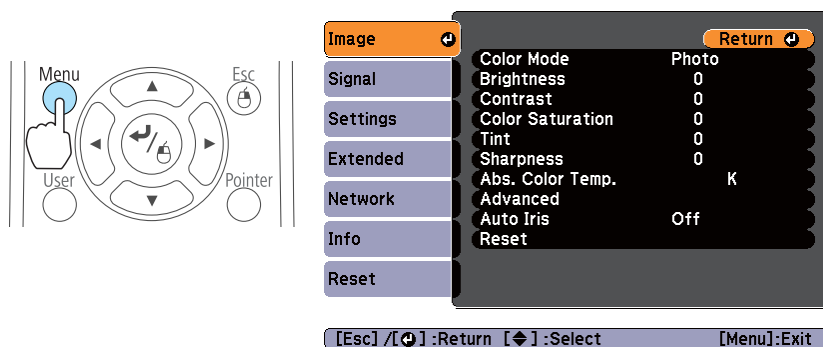 Menu
Esc
User
Pointer
Image
Signal
Settings
Extended
Network
Info
Reset
Return
Color Mode Photo
Brightness 0
Contrast 0
Color Saturation 0
Tint 0
Sharpness 0
Abs. Color Temp. K
Advanced
Auto Iris Off
Reset
[Esc] /[ ] :Return [ ] :Select [Menu]:Exit